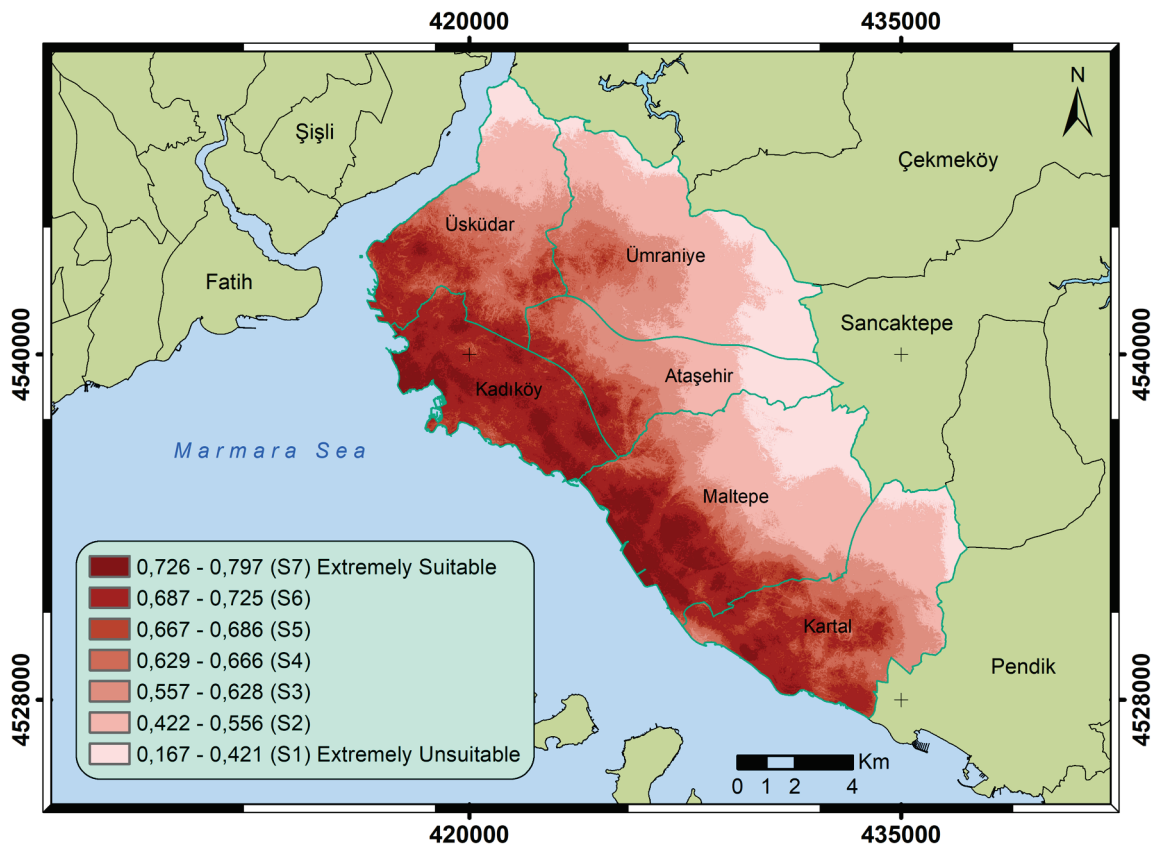 420000
435000
N
Şişli
Çekmeköy
Üsküdar
Ümraniye
Fatih
Sancaktepe
4540000
4540000
Ataşehir
Kadıköy
Marmara Sea
Maltepe
0,726 - 0,797 (S7) Extremely Suitable
0,687 - 0,725 (S6)
0,667 - 0,686 (S5)
0,629 - 0,666 (S4)
0,557 - 0,628 (S3)
0,422 - 0,556 (S2)
0,167 - 0,421 (S1) Extremely Unsuitable
Kartal
Pendik
4528000
4528000
Km
0 1 2 4
420000
435000